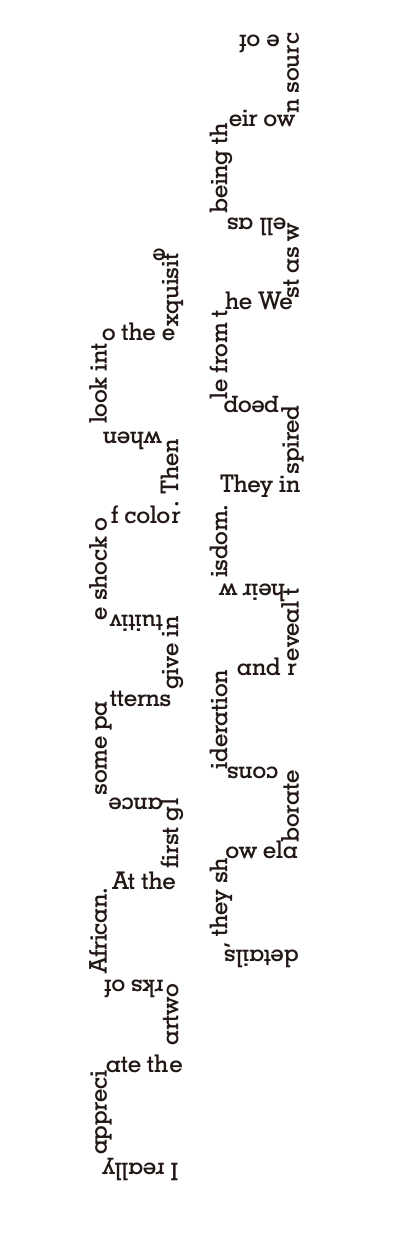 I really appreciate the artworks of African. At the first glance some patterns give intuitive shock of color. Then when look into the exquisite
details, they show elaborate consideration and reveal their wisdom. They inspired people from the West as well as being their own source of